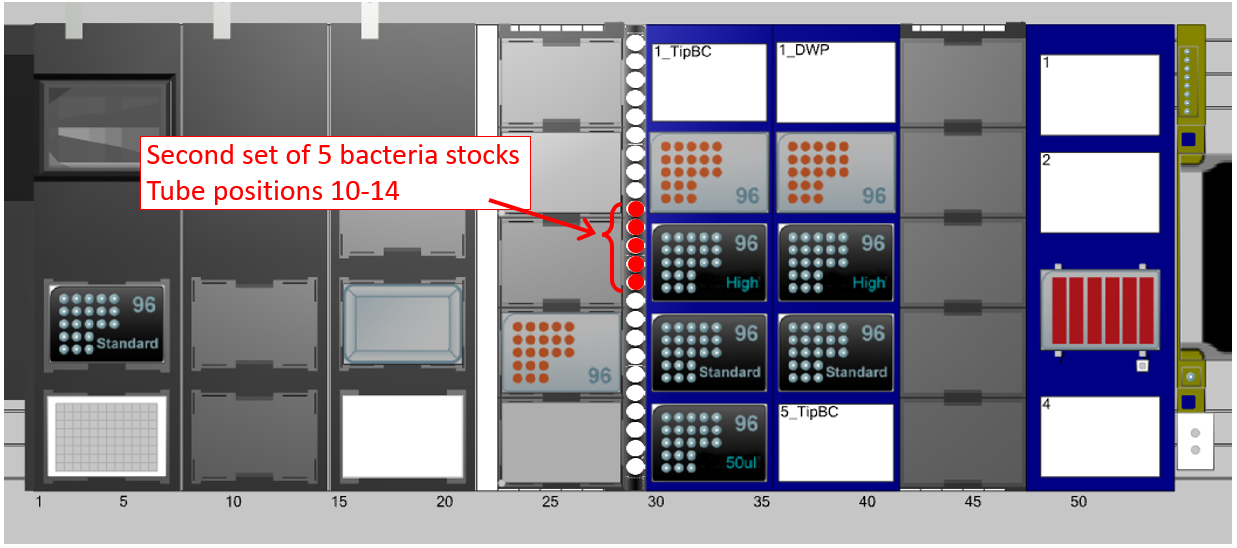 1_TipBC
1_DWP
1
Second set of 5 bacteria stocks
Tube positions 10-14
2
96
96
96
High
96
High
96
Standard
96
Standard
96
Standard
96
96
50ul
5_TipBC
4
1
5
10
15
20
25
30
35
40
45
50